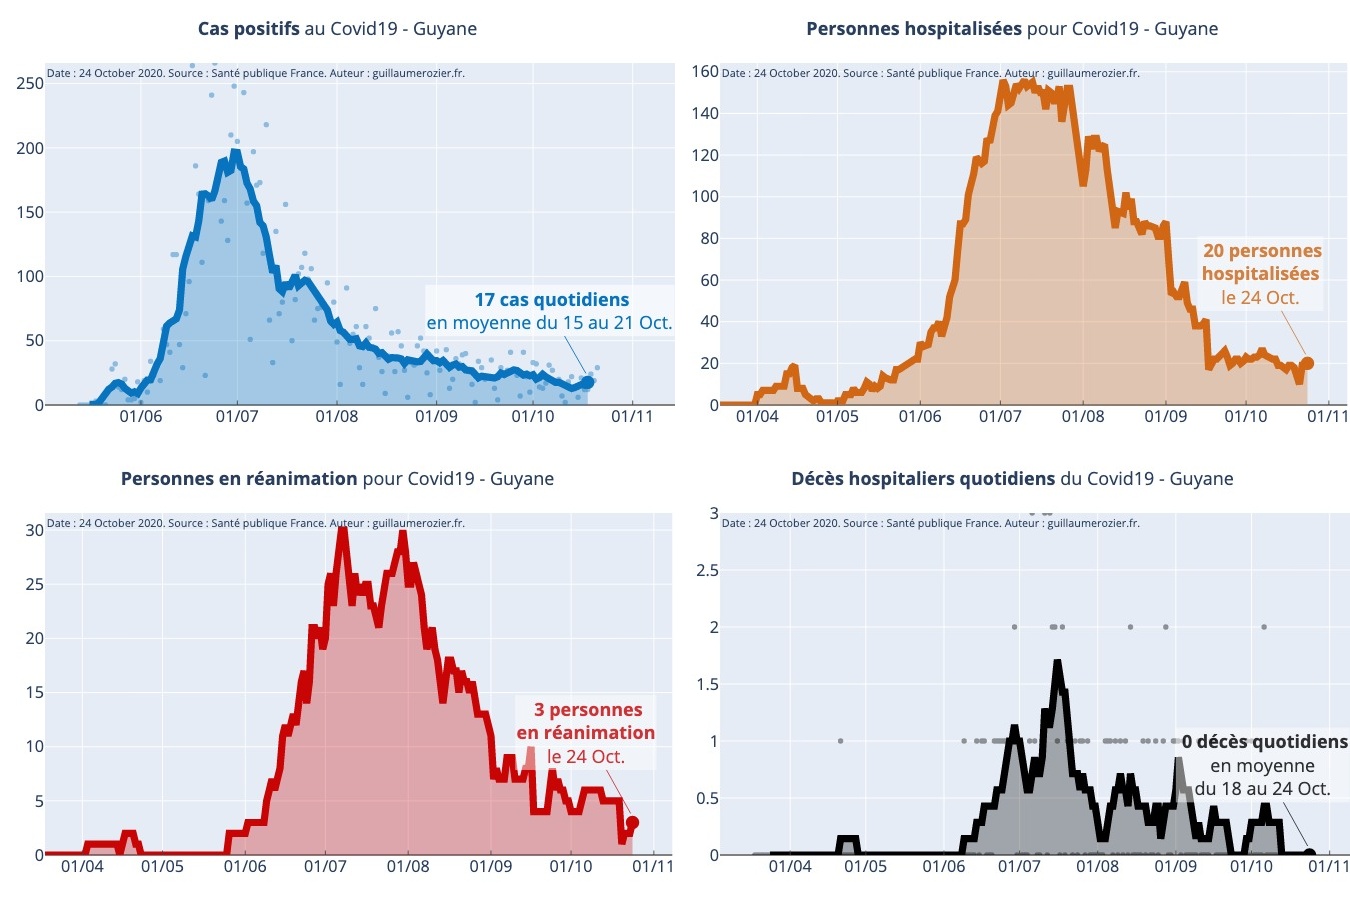 Cas positifs au Covid19 - Guyane
Date : 24 October 2020. Source : Santé publique France. Auteur : guillaumerozier.fr.
250
200
150
100
50
0
17 cas quotidiens
en moyenne du 15 au 21 Oct.
01/06 01/07 01/08 01/09 01/10 01/11
Personnes hospitalisées pour Covid19 - Guyane
Date : 24 October 2020. Source : Santé publique France. Auteur : guillaumerozier.fr.
160
140
120
100
80
60
40
20
0
20 personnes
hospitalisées
le 24 Oct.
01/04 01/05 01/06 01/07 01/08 01/09 01/10 01/11
Personnes en réanimation pour Covid19 - Guyane
Date : 24 October 2020. Source : Santé publique France. Auteur : guillaumerozier.fr.
30
25
20
15
10
5
0
3 personnes
en réanimation
le 24 Oct.
01/04 01/05 01/06 01/07 01/08 01/09 01/10 01/11
Décès hospitaliers quotidiens du Covid19 - Guyane
Date : 24 October 2020. Source : Santé publique France. Auteur : guillaumerozier.fr.
3
2.5
2
1.5
1
0.5
0
0 décès quotidiens
en moyenne
du 18 au 24 Oct.
01/04 01/05 01/06 01/07 01/08 01/09 01/10 01/11